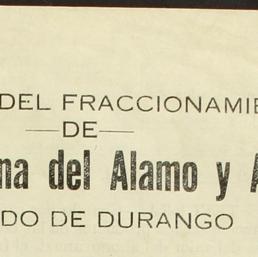 DEL FRACCIONAMIE
—DE—
na del Alamo y A
DO DE DURANGO